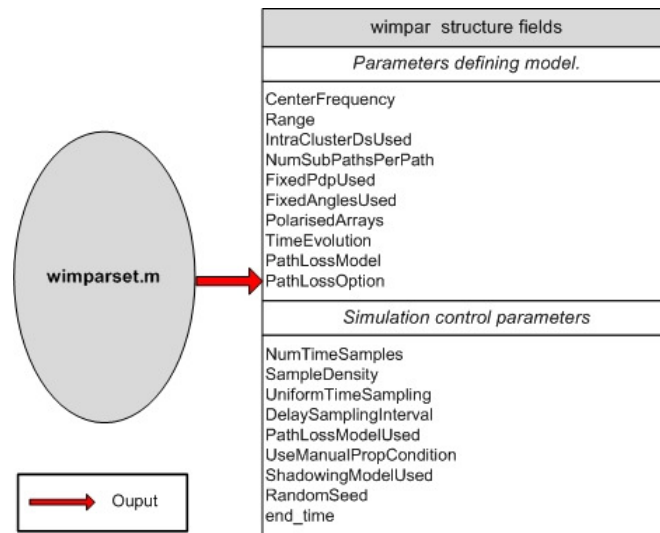 wimpar structure fields
Parameters defining model.
CenterFrequency
Range
IntraClusterDsUsed
NumSubPathsPerPath
FixedPdpUsed
FixedAnglesUsed
PolarisedArrays
TimeEvolution
PathLossModel
PathLossOption
wimparset.m
Simulation control parameters
NumTimeSamples
SampleDensity
UniformTimeSampling
DelaySamplingInterval
PathLossModelUsed
UseManualPropCondition
ShadowingModelUsed
RandomSeed
end_time
Ouput